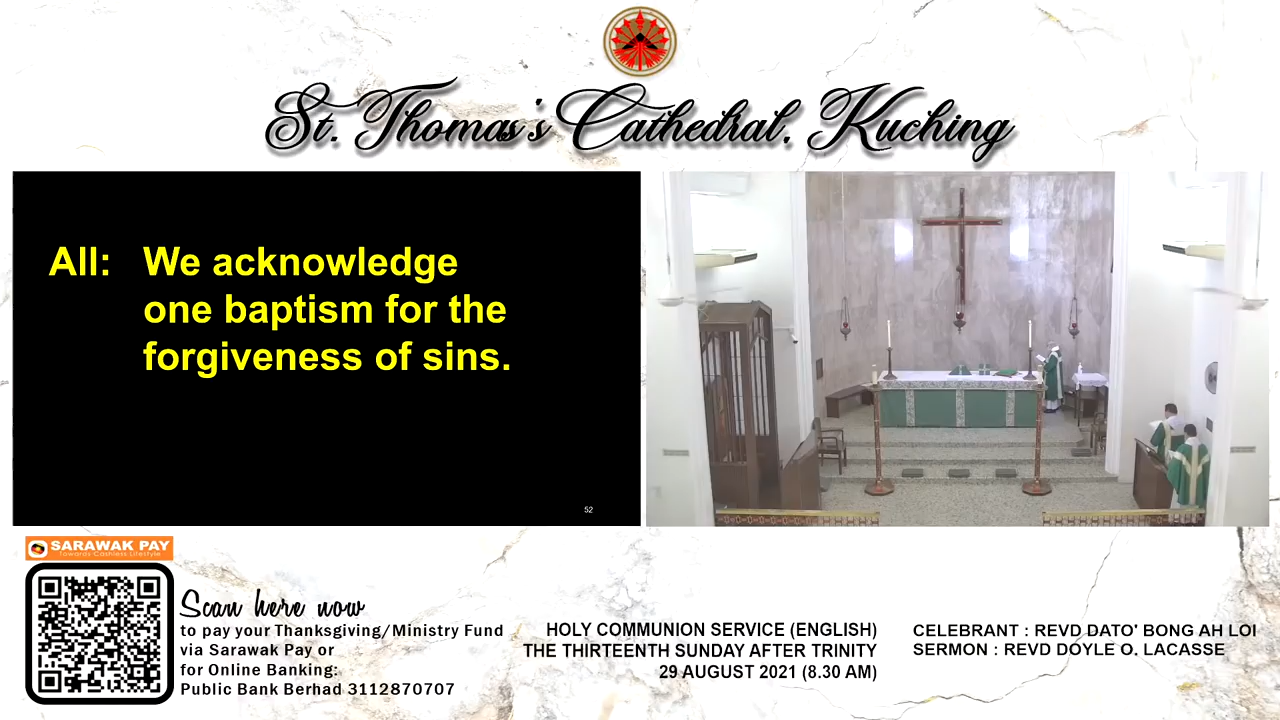 St. Thomas's Cathedral, Kuching
All: We acknowledge
one baptism for the
forgiveness of sins.
52
SARAWAK PAY
Towards Cashless Lifestyle
Scan here now
to pay your Thanksgiving/Ministry Fund
via Sarawak Pay or
for Online Banking:
Public Bank Berhad 3112870707
HOLY COMMUNION SERVICE (ENGLISH)
THE THIRTEENTH SUNDAY AFTER TRINITY
29 AUGUST 2021 (8.30 AM)
CELEBRANT : REVD DATO' BONG AH LOI
SERMON : REVD DOYLE O. LACASSE